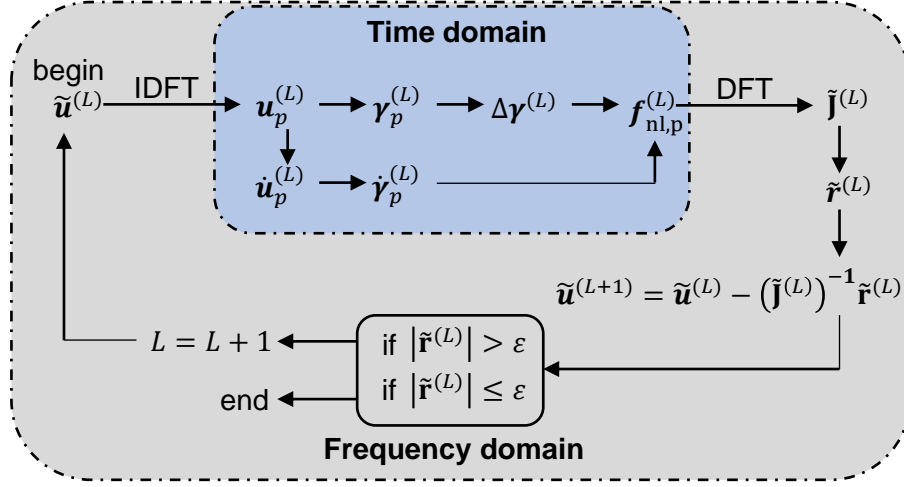 Time domain
begin
ũ^(L) IDFT u_p^(L) γ_p^(L) Δγ^(L) f_nl,p^(L) DFT J̃^(L)
u̇_p^(L) γ̇_p^(L) r̃^(L)
ũ^(L+1) = ũ^(L) − (J̃^(L))^−1 r̃^(L)
L = L + 1 if |r̃^(L)| > ε
end if |r̃^(L)| ≤ ε
Frequency domain